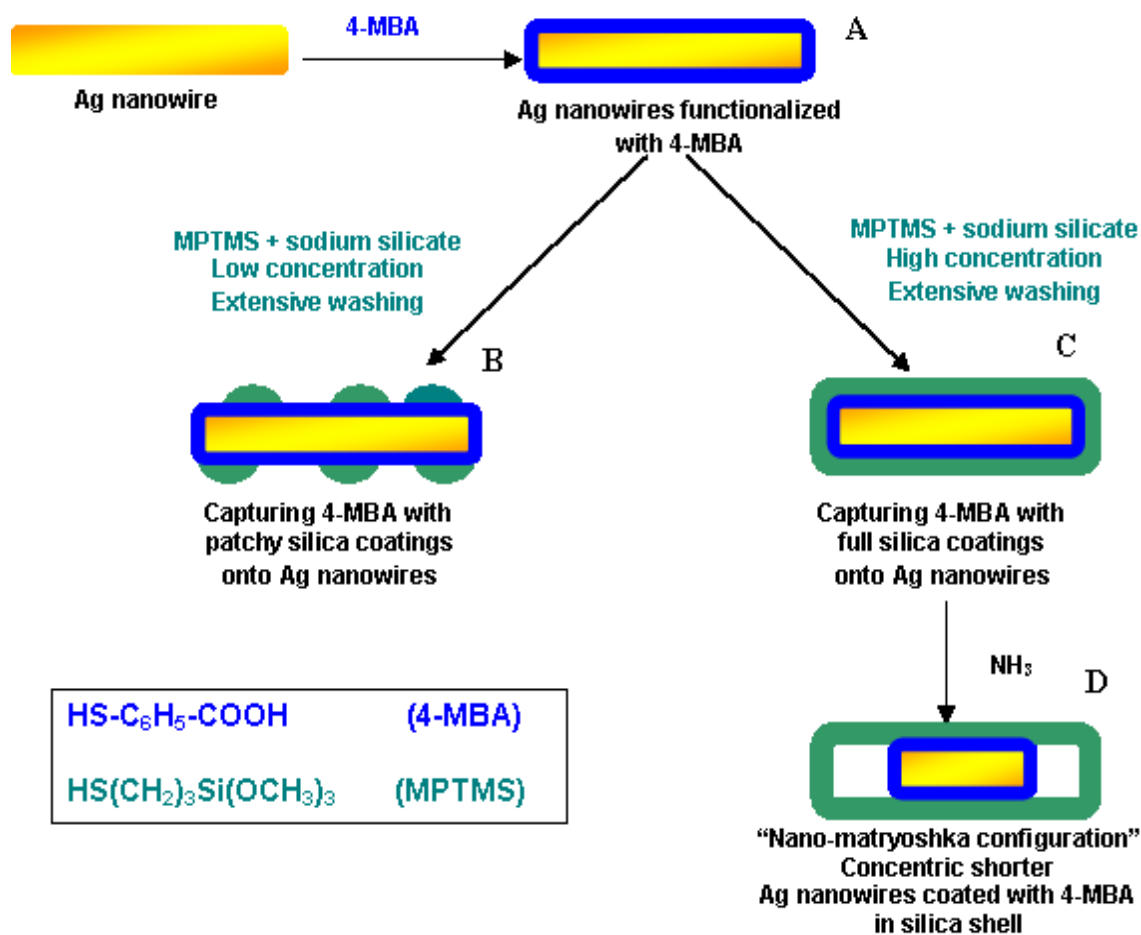 4-MBA
A
Ag nanowire
Ag nanowires functionalized
with 4-MBA
MPTMS + sodium silicate
Low concentration
Extensive washing
MPTMS + sodium silicate
High concentration
Extensive washing
B
C
Capturing 4-MBA with
patchy silica coatings
onto Ag nanowires
Capturing 4-MBA with
full silica coatings
onto Ag nanowires
NH₃
D
HS-C₆H₅-COOH (4-MBA)
HS(CH₂)₃Si(OCH₃)₃ (MPTMS)
“Nano-matryoshka configuration”
Concentric shorter
Ag nanowires coated with 4-MBA
in silica shell